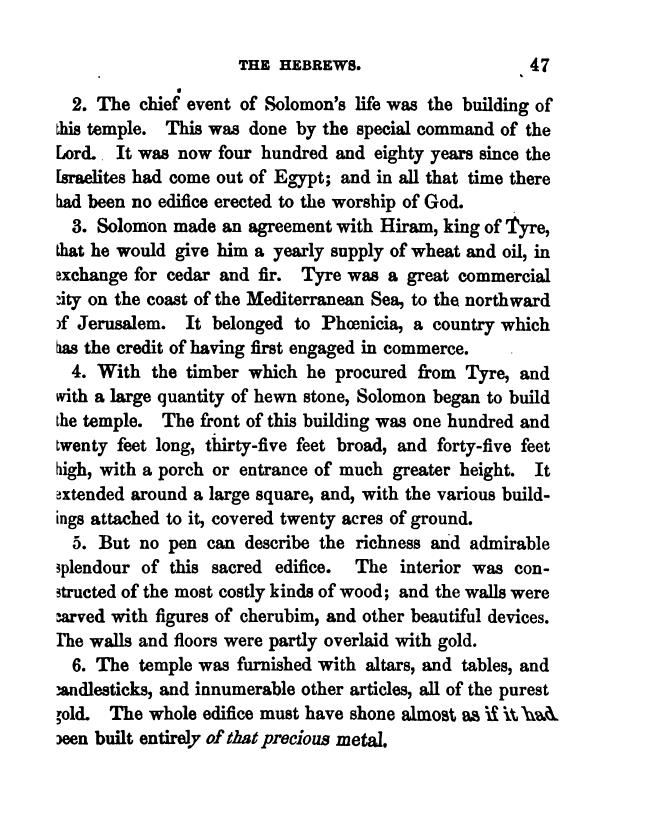 THE HEBREWS. 47
2. The chief event of Solomon's life was the building of
this temple. This was done by the special command of the
Lord. It was now four hundred and eighty years since the
Israelites had come out of Egypt; and in all that time there
had been no edifice erected to the worship of God.
3. Solomon made an agreement with Hiram, king of Tyre,
that he would give him a yearly supply of wheat and oil, in
exchange for cedar and fir. Tyre was a great commercial
city on the coast of the Mediterranean Sea, to the northward
of Jerusalem. It belonged to Phœnicia, a country which
has the credit of having first engaged in commerce.
4. With the timber which he procured from Tyre, and
with a large quantity of hewn stone, Solomon began to build
the temple. The front of this building was one hundred and
twenty feet long, thirty-five feet broad, and forty-five feet
high, with a porch or entrance of much greater height. It
extended around a large square, and, with the various build-
ings attached to it, covered twenty acres of ground.
5. But no pen can describe the richness and admirable
splendour of this sacred edifice. The interior was con-
structed of the most costly kinds of wood; and the walls were
carved with figures of cherubim, and other beautiful devices.
The walls and floors were partly overlaid with gold.
6. The temple was furnished with altars, and tables, and
candlesticks, and innumerable other articles, all of the purest
gold. The whole edifice must have shone almost as if it had
been built entirely of that precious metal.